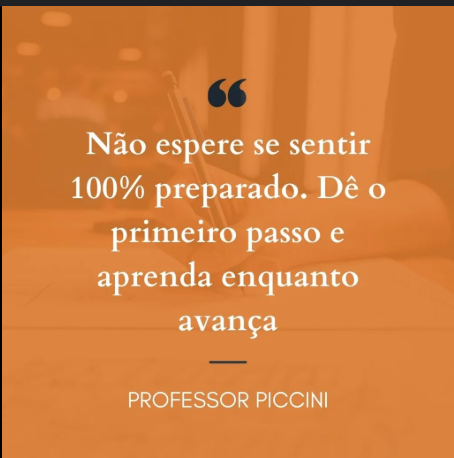 ❝
Não espere se sentir
100% preparado. Dê o
primeiro passo e
aprenda enquanto
avança
PROFESSOR PICCINI